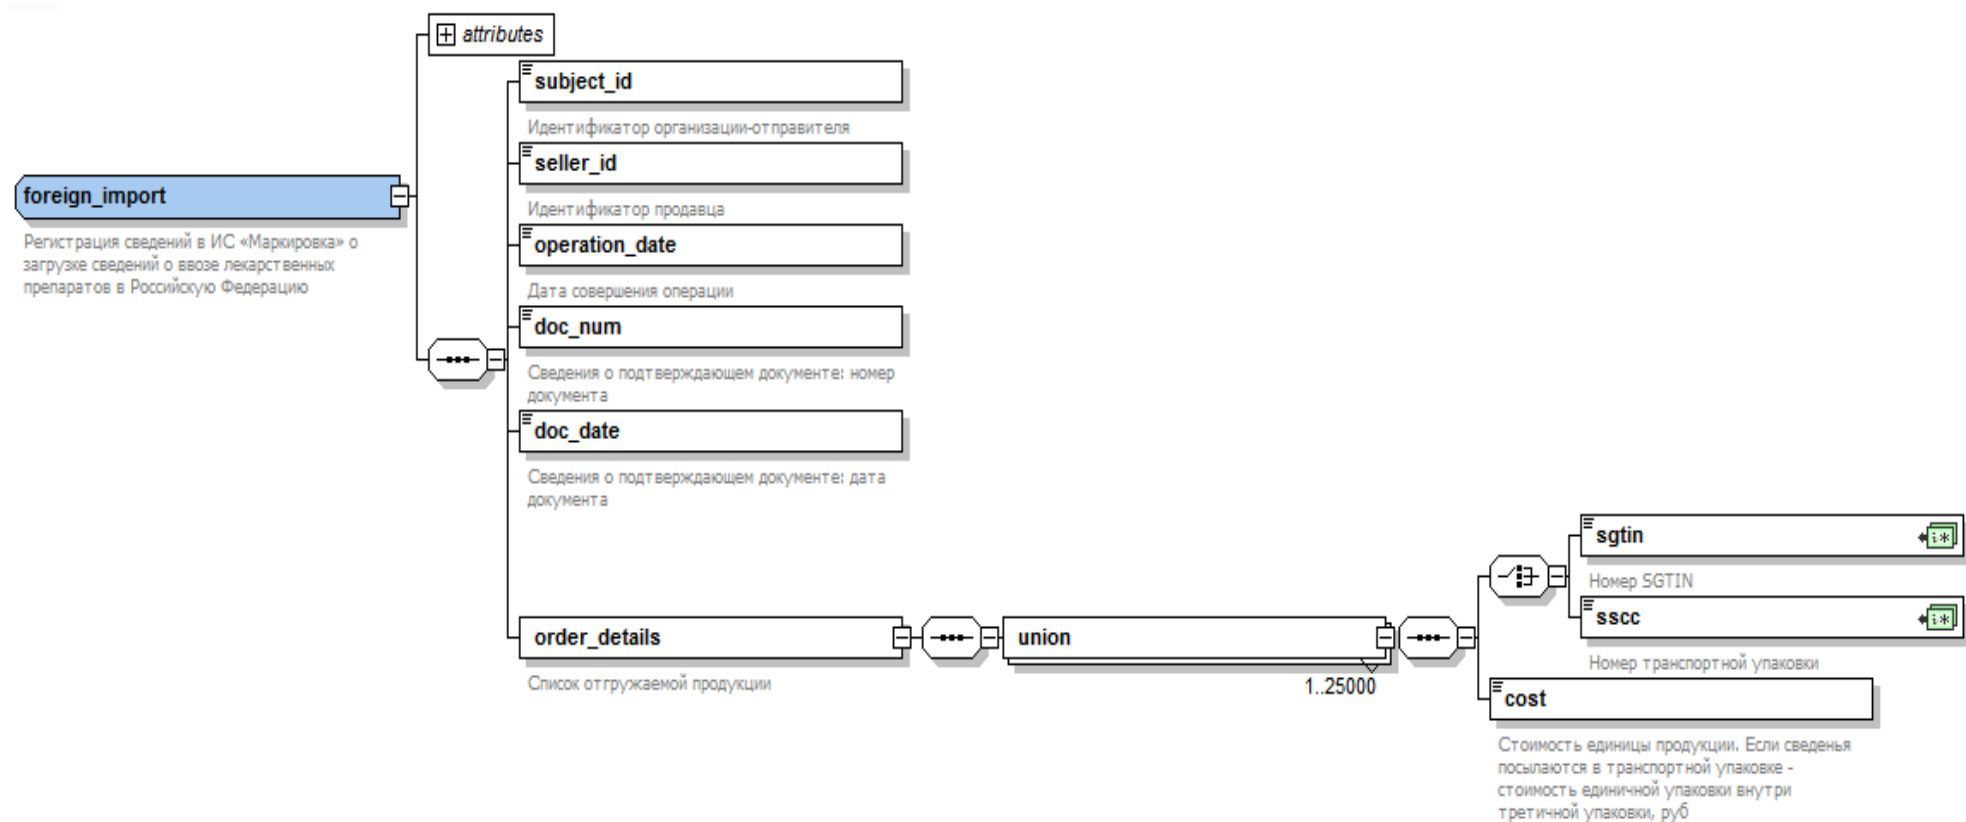 attributes
subject_id
Идентификатор организации-отправителя
seller_id
Идентификатор продавца
foreign_import
Регистрация сведений в ИС «Маркировка» о
загрузке сведений о ввозе лекарственных
препаратов в Российскую Федерацию
operation_date
Дата совершения операции
doc_num
Сведения о подтверждающем документе: номер
документа
doc_date
Сведения о подтверждающем документе: дата
документа
order_details
Список отгружаемой продукции
union
1..25000
sgtin
Номер SGTIN
sscc
Номер транспортной упаковки
cost
Стоимость единицы продукции. Если сведенья
посылаются в транспортной упаковке -
стоимость единичной упаковки внутри
третичной упаковки, руб